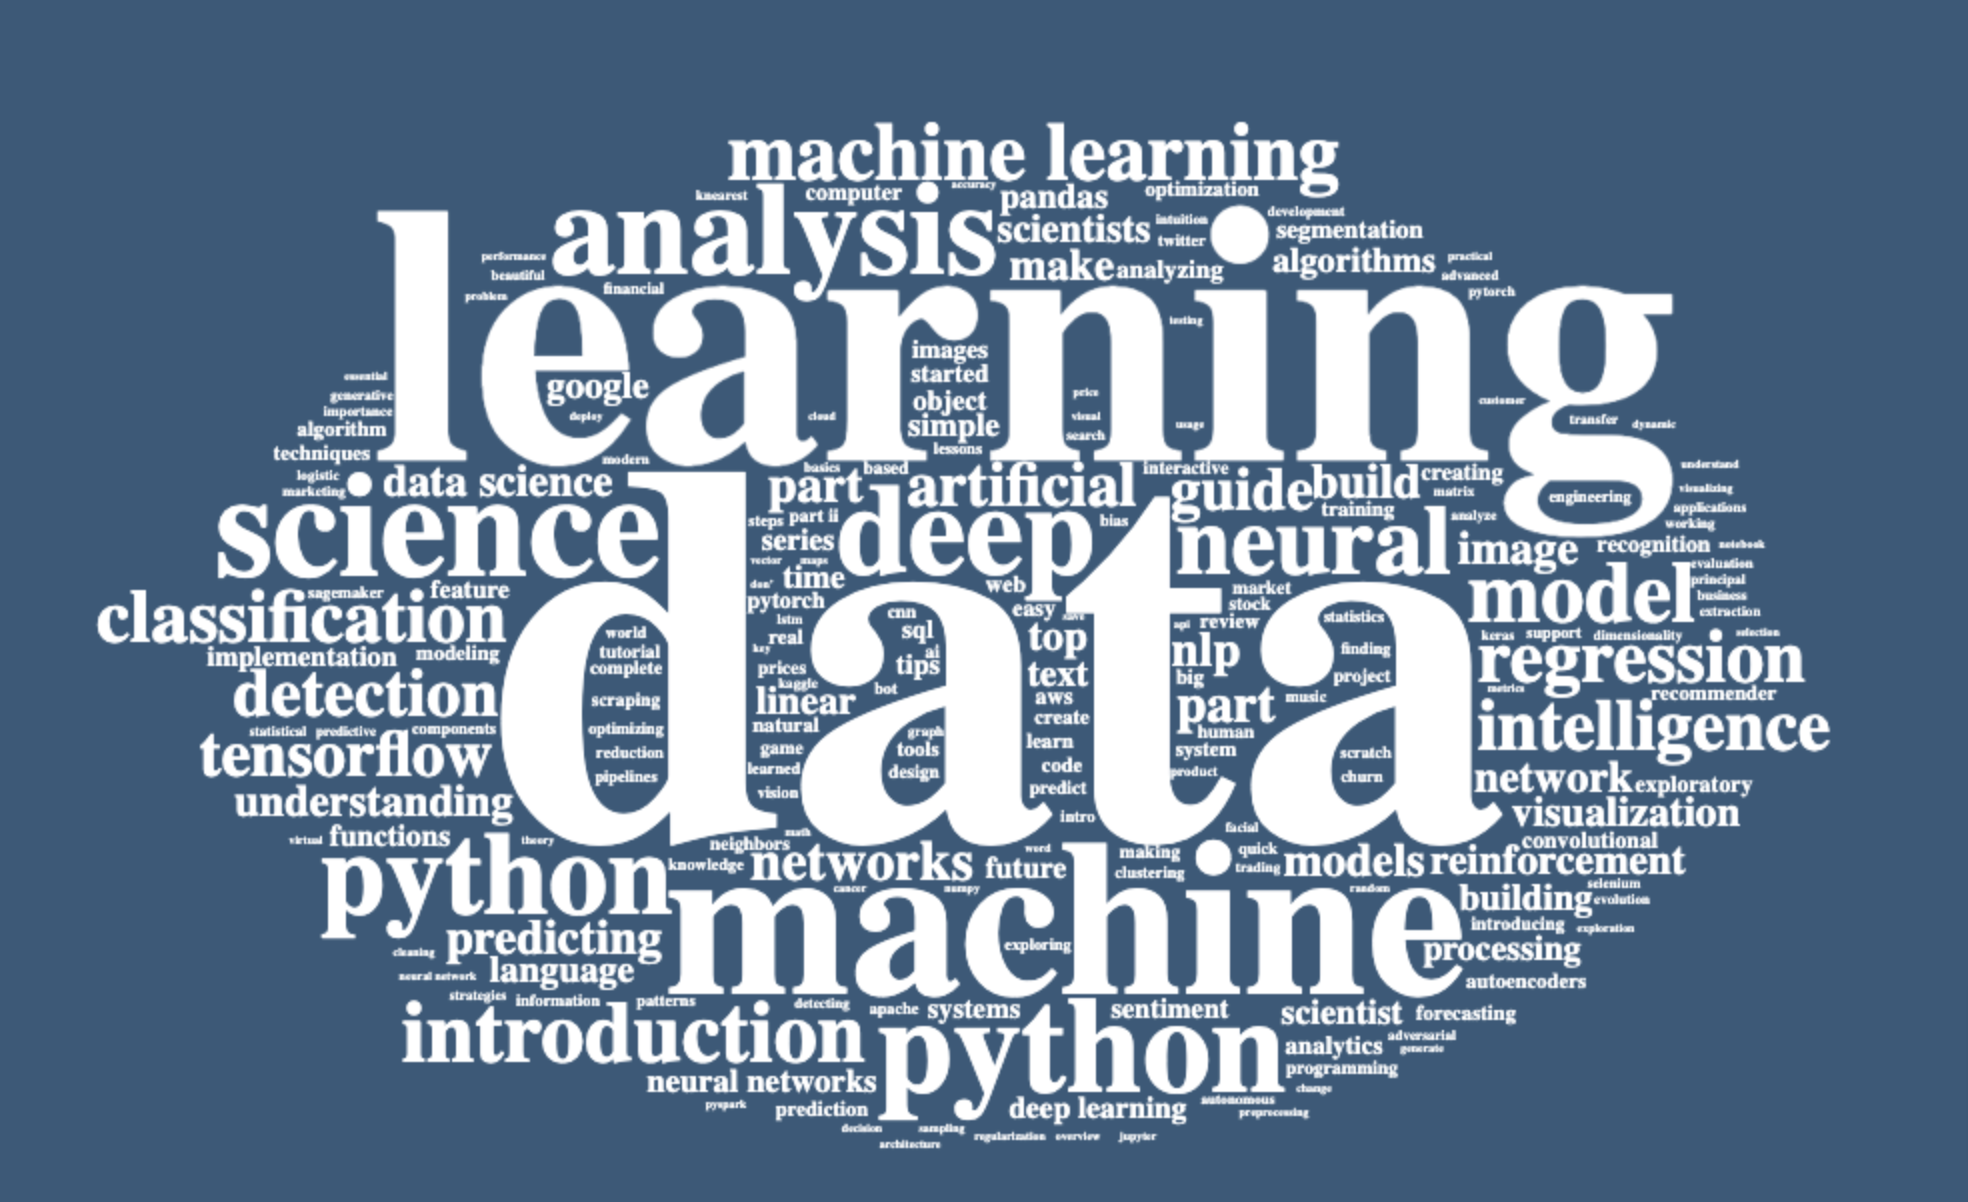 machine learning
knearest computer accuracy pandas optimization
analysis scientists intuition twitter development segmentation
performance beautiful make analyzing algorithms practical advanced
problem financial pytorch
learning
testing
images
started
essential google object price customer
generative deploy cloud simple visual usage transfer dynamic
importance search
algorithm lessons
techniques modern basics based interactive creating understand
logistic data science part artificial guide build matrix visualizing
marketing training engineering applications
science steps part ii deep bias neural analyze working
series image recognition notebook
vector maps evaluation
don' time web market model principal
sagemaker feature pytorch easy stock business
classification cnn save statistics extraction
lstm api review
world real sql top keras support dimensionality selection
implementation modeling tutorial key ai nlp finding regression
complete prices tips text big project
detection kaggle bot metrics recommender
scraping linear aws part music
data
statistical predictive components optimizing natural graph create human intelligence
tensorflow reduction game tools learn system scratch
pipelines learned design code product churn network exploratory
understanding vision predict visualization
virtual functions theory math intro facial convolutional
neighbors word making quick
python knowledge networks future clustering trading models reinforcement
cancer numpy random selenium
machine building evolution
predicting exploring introducing exploration
cleaning processing
neural network language autoencoders
strategies information patterns detecting apache systems sentiment scientist forecasting
introduction python analytics adversarial
generate
neural networks programming
change
pyspark prediction deep learning autonomous preprocessing
decision sampling
architecture regularization overview jupyter